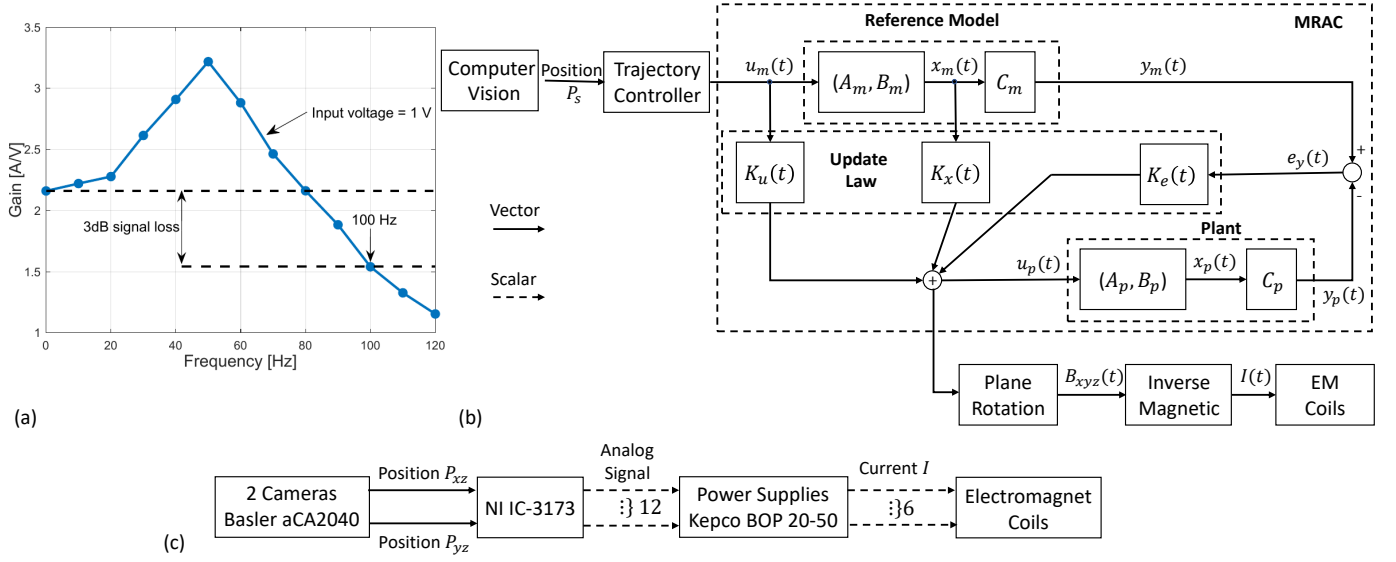 3.5
3
2.5
2
1.5
1
Gain [A/V]
Input voltage = 1 V
3dB signal loss
100 Hz
0
20
40
60
80
100
120
Frequency [Hz]
(a)
Computer
Vision
Position
P_s
Trajectory
Controller
Reference Model
MRAC
u_m(t)
(A_m, B_m)
x_m(t)
C_m
y_m(t)
K_u(t)
Update
Law
K_x(t)
K_e(t)
e_y(t)
+
-
Vector
Scalar
Plant
+
u_p(t)
(A_p, B_p)
x_p(t)
C_p
y_p(t)
Plane
Rotation
B_xyz(t)
Inverse
Magnetic
I(t)
EM
Coils
(b)
2 Cameras
Basler aCA2040
Position P_xz
Position P_yz
NI IC-3173
Analog
Signal
⋮} 12
Power Supplies
Kepco BOP 20-50
Current I
⋮}6
Electromagnet
Coils
(c)